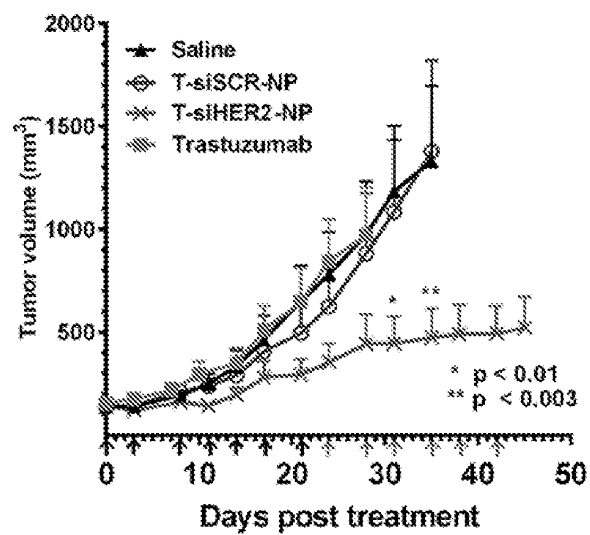 2000
1500
1000
500
Tumor volume (mm³)
Saline
T-siSCR-NP
T-siHER2-NP
Trastuzumab
*
**
* p < 0.01
** p < 0.003
0 10 20 30 40 50
Days post treatment